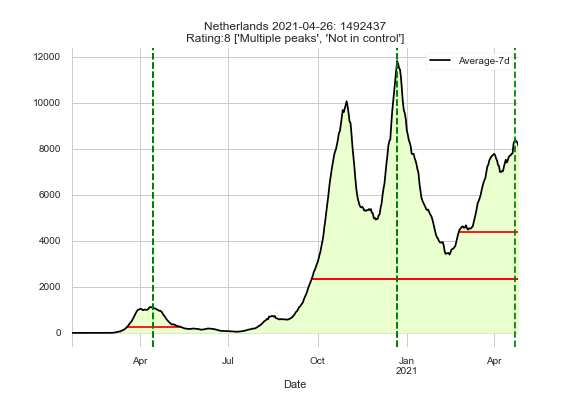 Netherlands 2021-04-26: 1492437
Rating:8 ['Multiple peaks', 'Not in control']
Average-7d
12000
10000
8000
6000
4000
2000
0
Apr Jul Oct Jan Apr
2021
Date